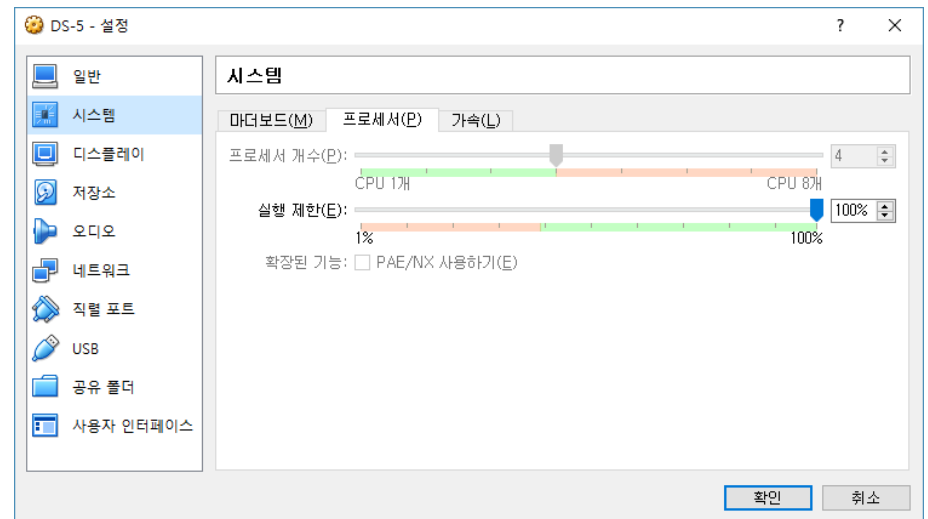 DS-5 - 설정
?
일반
시스템
디스플레이
저장소
오디오
네트워크
직렬 포트
USB
공유 폴더
사용자 인터페이스
시스템
마더보드(M) 프로세서(P) 가속(L)
프로세서 개수(P): 4
CPU 1개 CPU 8개
실행 제한(E): 100%
1% 100%
확장된 기능: PAE/NX 사용하기(E)
확인 취소